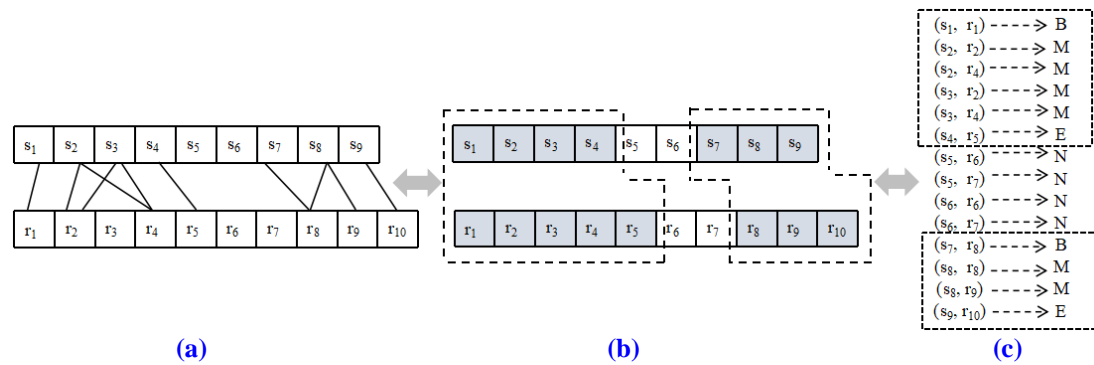 s1 s2 s3 s4 s5 s6 s7 s8 s9
r1 r2 r3 r4 r5 r6 r7 r8 r9 r10
(a)
s1 s2 s3 s4 s5 s6 s7 s8 s9
r1 r2 r3 r4 r5 r6 r7 r8 r9 r10
(b)
(s1, r1) B
(s2, r2) M
(s2, r4) M
(s3, r2) M
(s3, r4) M
(s4, r5) E
(s5, r6) N
(s5, r7) N
(s6, r6) N
(s6, r7) N
(s7, r8) B
(s8, r8) M
(s8, r9) M
(s9, r10) E
(c)